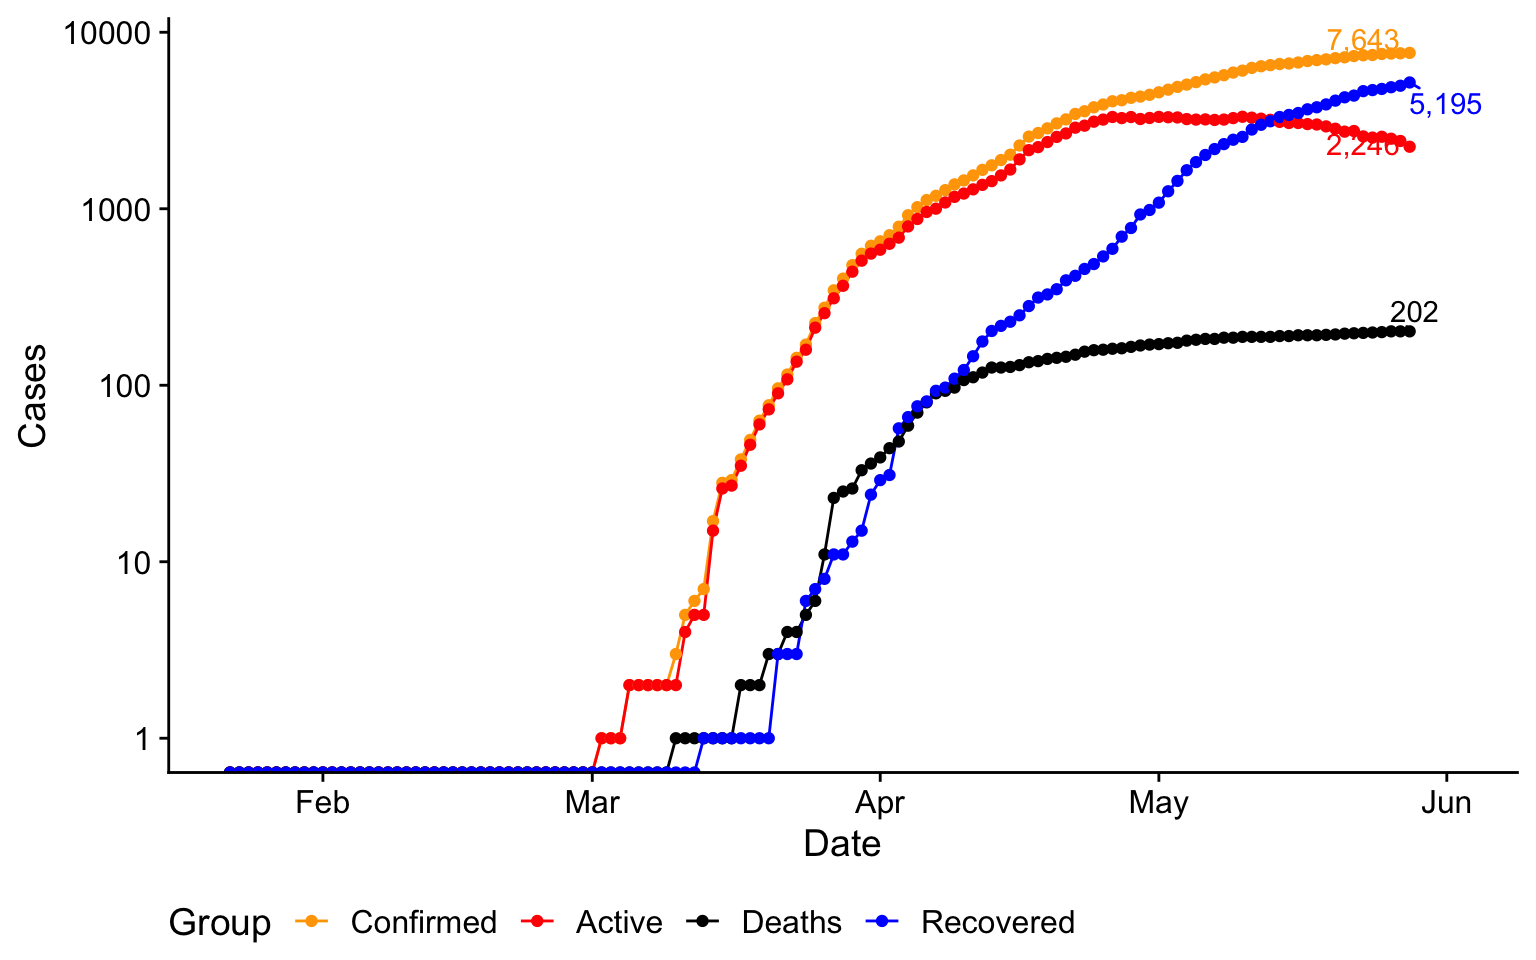 10000
1000
100
10
1
Cases
7,643
5,195
2,246
202
Feb Mar Apr May Jun
Date
Group Confirmed Active Deaths Recovered